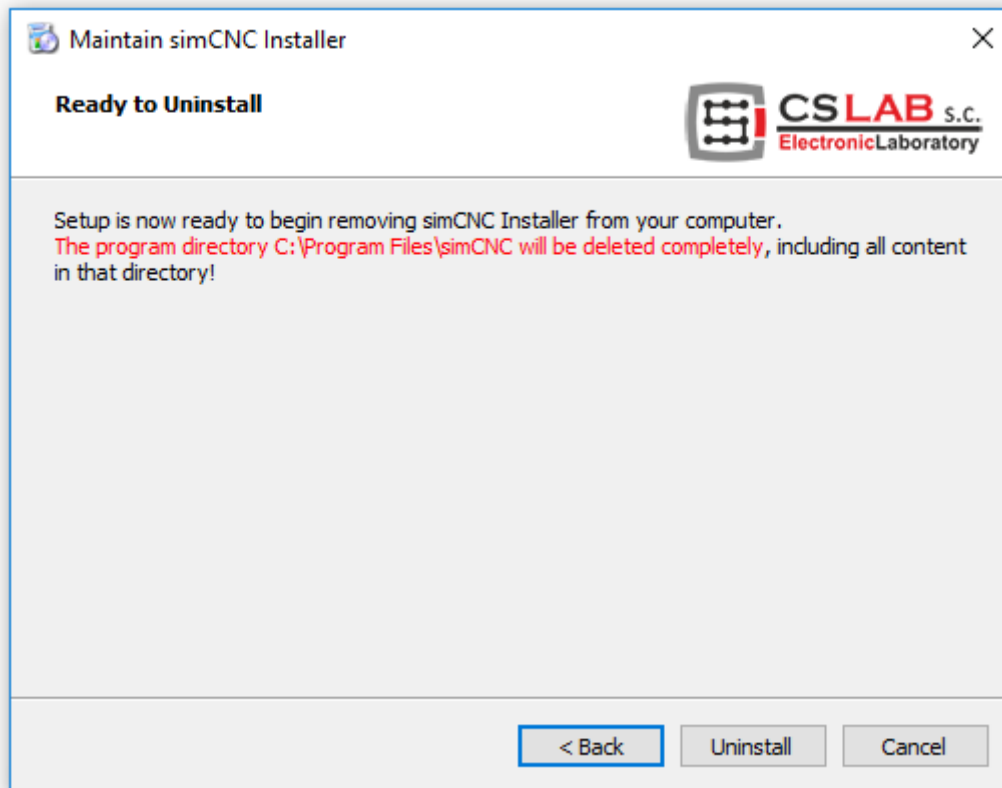 Maintain simCNC Installer
Ready to Uninstall
CSLAB s.c.
ElectronicLaboratory
Setup is now ready to begin removing simCNC Installer from your computer.
The program directory C:\Program Files\simCNC will be deleted completely, including all content
in that directory!
< Back
Uninstall
Cancel